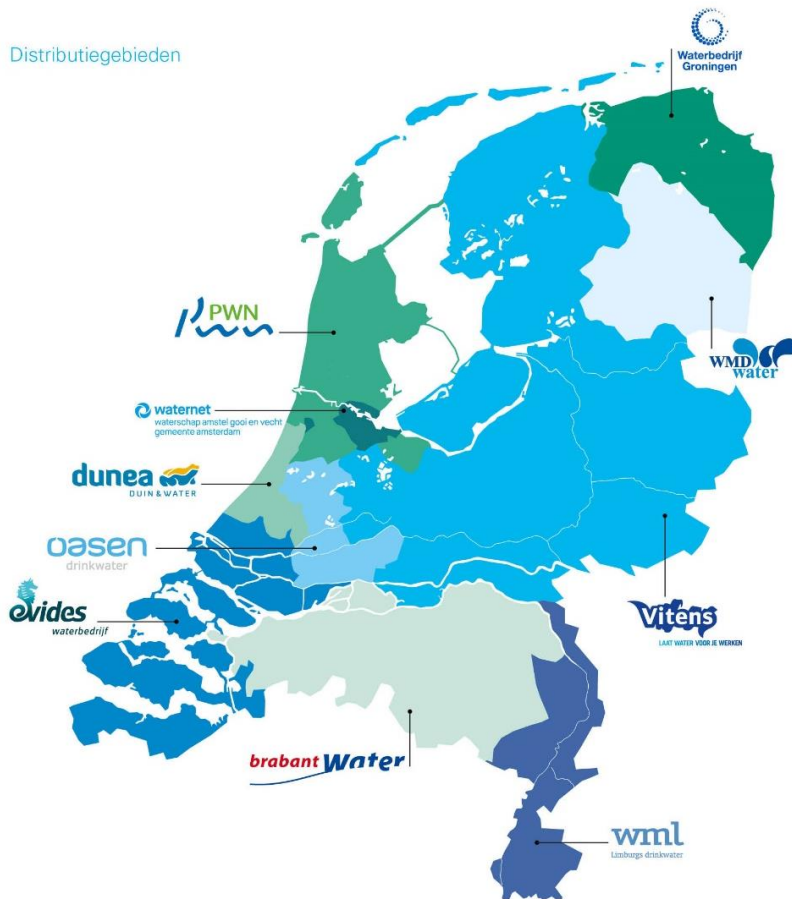 Distributiegebieden
Waterbedrijf
Groningen
PWN
WMD
water
waternet
waterschap amstel gooi en vecht
gemeente amsterdam
dunea
DUIN & WATER
oasen
drinkwater
evides
waterbedrijf
Vitens
LAAT WATER VOOR JE WERKEN
brabant Water
wml
Limburgs drinkwater